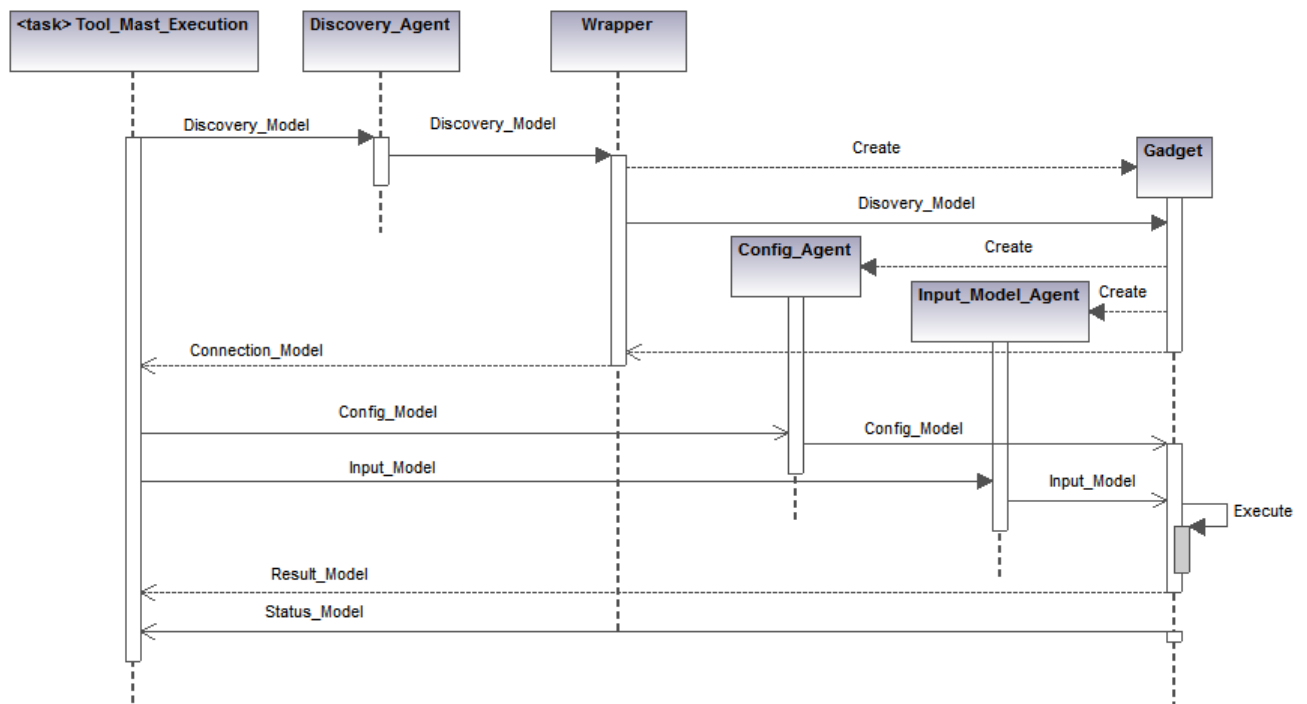 <task> Tool_Mast_Execution
Discovery_Agent
Wrapper
Discovery_Model
Discovery_Model
Create
Gadget
Disovery_Model
Config_Agent
Create
Input_Model_Agent
Create
Connection_Model
Config_Model
Config_Model
Input_Model
Input_Model
Execute
Result_Model
Status_Model